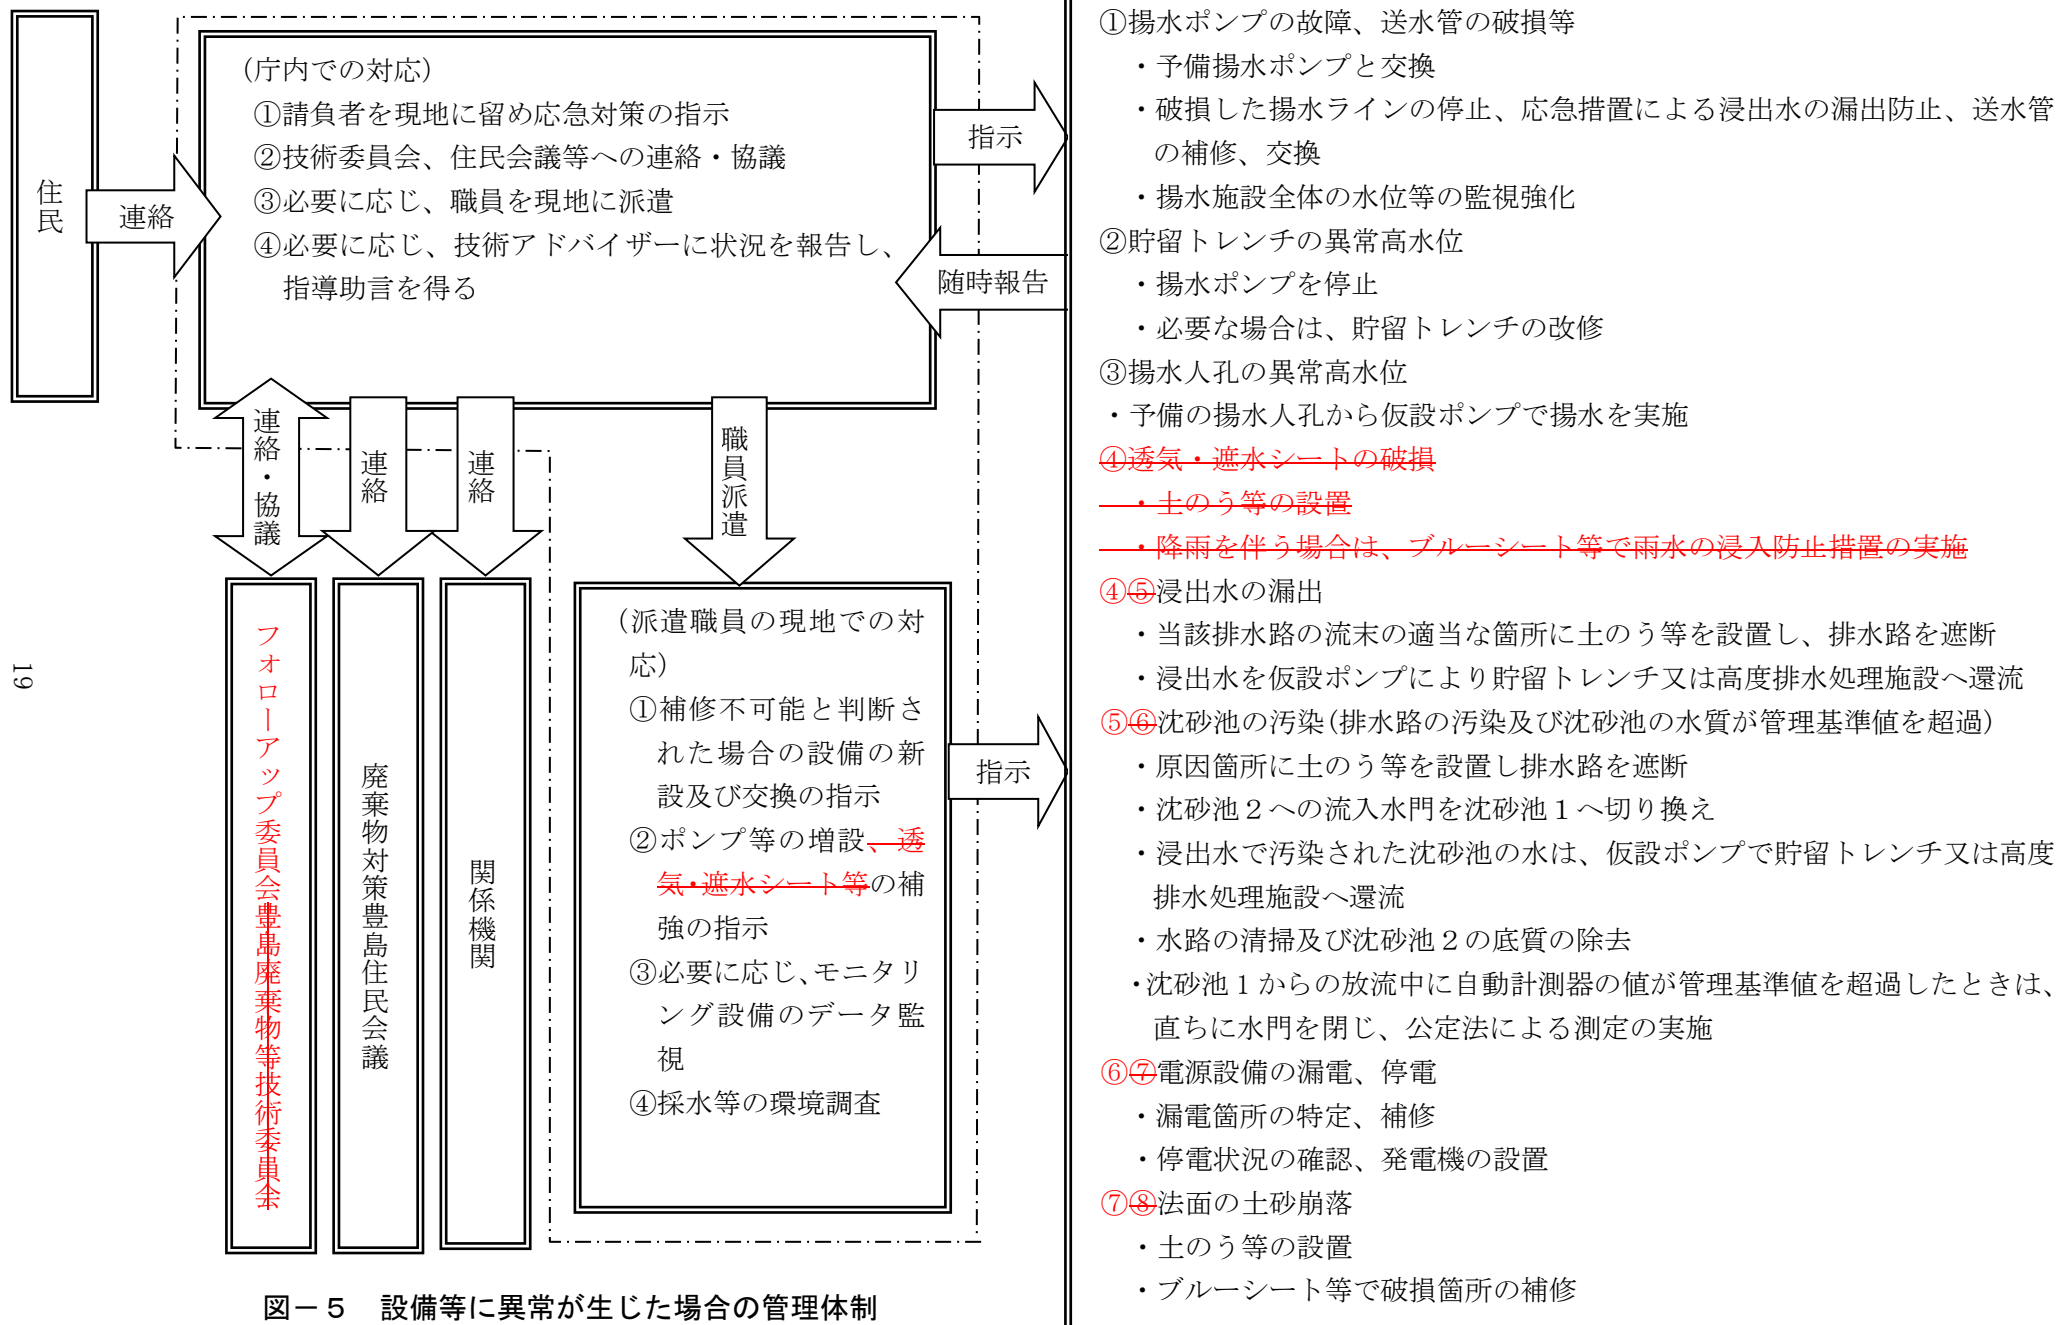 住民
連絡
(庁内での対応)
①請負者を現地に留め応急対策の指示
②技術委員会、住民会議等への連絡・協議
③必要に応じ、職員を現地に派遣
④必要に応じ、技術アドバイザーに状況を報告し、
指導助言を得る
指示
随時報告
連絡・協議
連絡
連絡
職員派遣
フォローアップ委員会豊島廃棄物等技術委員会
廃棄物対策豊島住民会議
関係機関
(派遣職員の現地での対
応)
①補修不可能と判断さ
れた場合の設備の新
設及び交換の指示
②ポンプ等の増設、透
気・遮水シート等の補
強の指示
③必要に応じ、モニタリ
ング設備のデータ監
視
④採水等の環境調査
指示
19
図-5 設備等に異常が生じた場合の管理体制
①揚水ポンプの故障、送水管の破損等
・予備揚水ポンプと交換
・破損した揚水ラインの停止、応急措置による浸出水の漏出防止、送水管
の補修、交換
・揚水施設全体の水位等の監視強化
②貯留トレンチの異常高水位
・揚水ポンプを停止
・必要な場合は、貯留トレンチの改修
③揚水人孔の異常高水位
・予備の揚水人孔から仮設ポンプで揚水を実施
④透気・遮水シートの破損
・土のう等の設置
・降雨を伴う場合は、ブルーシート等で雨水の浸入防止措置の実施
④⑤浸出水の漏出
・当該排水路の流末の適当な箇所に土のう等を設置し、排水路を遮断
・浸出水を仮設ポンプにより貯留トレンチ又は高度排水処理施設へ還流
⑤⑥沈砂池の汚染(排水路の汚染及び沈砂池の水質が管理基準値を超過)
・原因箇所に土のう等を設置し排水路を遮断
・沈砂池2への流入水門を沈砂池1へ切り換え
・浸出水で汚染された沈砂池の水は、仮設ポンプで貯留トレンチ又は高度
排水処理施設へ還流
・水路の清掃及び沈砂池2の底質の除去
・沈砂池1からの放流中に自動計測器の値が管理基準値を超過したときは、
直ちに水門を閉じ、公定法による測定の実施
⑥⑦電源設備の漏電、停電
・漏電箇所の特定、補修
・停電状況の確認、発電機の設置
⑦⑧法面の土砂崩落
・土のう等の設置
・ブルーシート等で破損箇所の補修